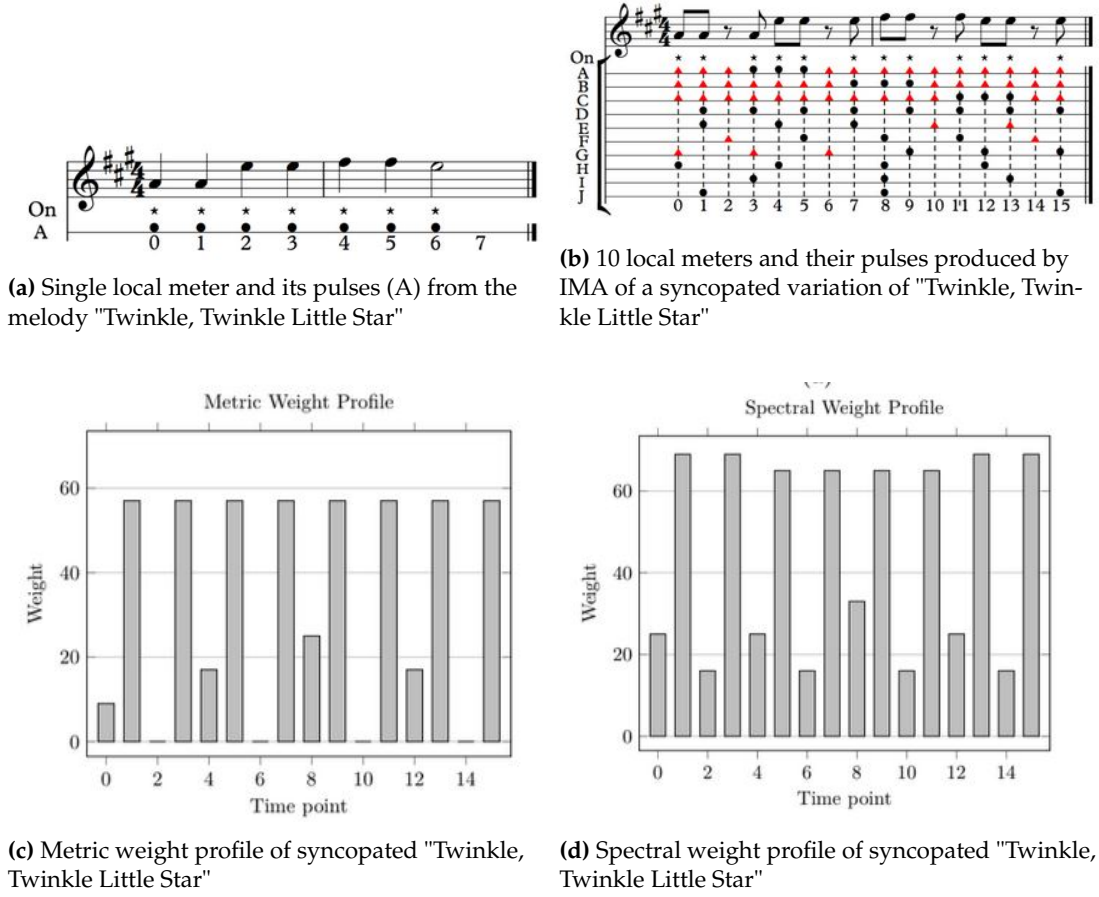 4
4
On
A
0 1 2 3 4 5 6 7
(a) Single local meter and its pulses (A) from the
melody "Twinkle, Twinkle Little Star"
4
4
On
A
B
C
D
E
F
G
H
I
J
0 1 2 3 4 5 6 7 8 9 10 11 12 13 14 15
(b) 10 local meters and their pulses produced by
IMA of a syncopated variation of "Twinkle, Twin-
kle Little Star"
Metric Weight Profile
60
40
20
0
Weight
0 2 4 6 8 10 12 14
Time point
(c) Metric weight profile of syncopated "Twinkle,
Twinkle Little Star"
Spectral Weight Profile
60
40
20
0
Weight
0 2 4 6 8 10 12 14
Time point
(d) Spectral weight profile of syncopated "Twinkle,
Twinkle Little Star"